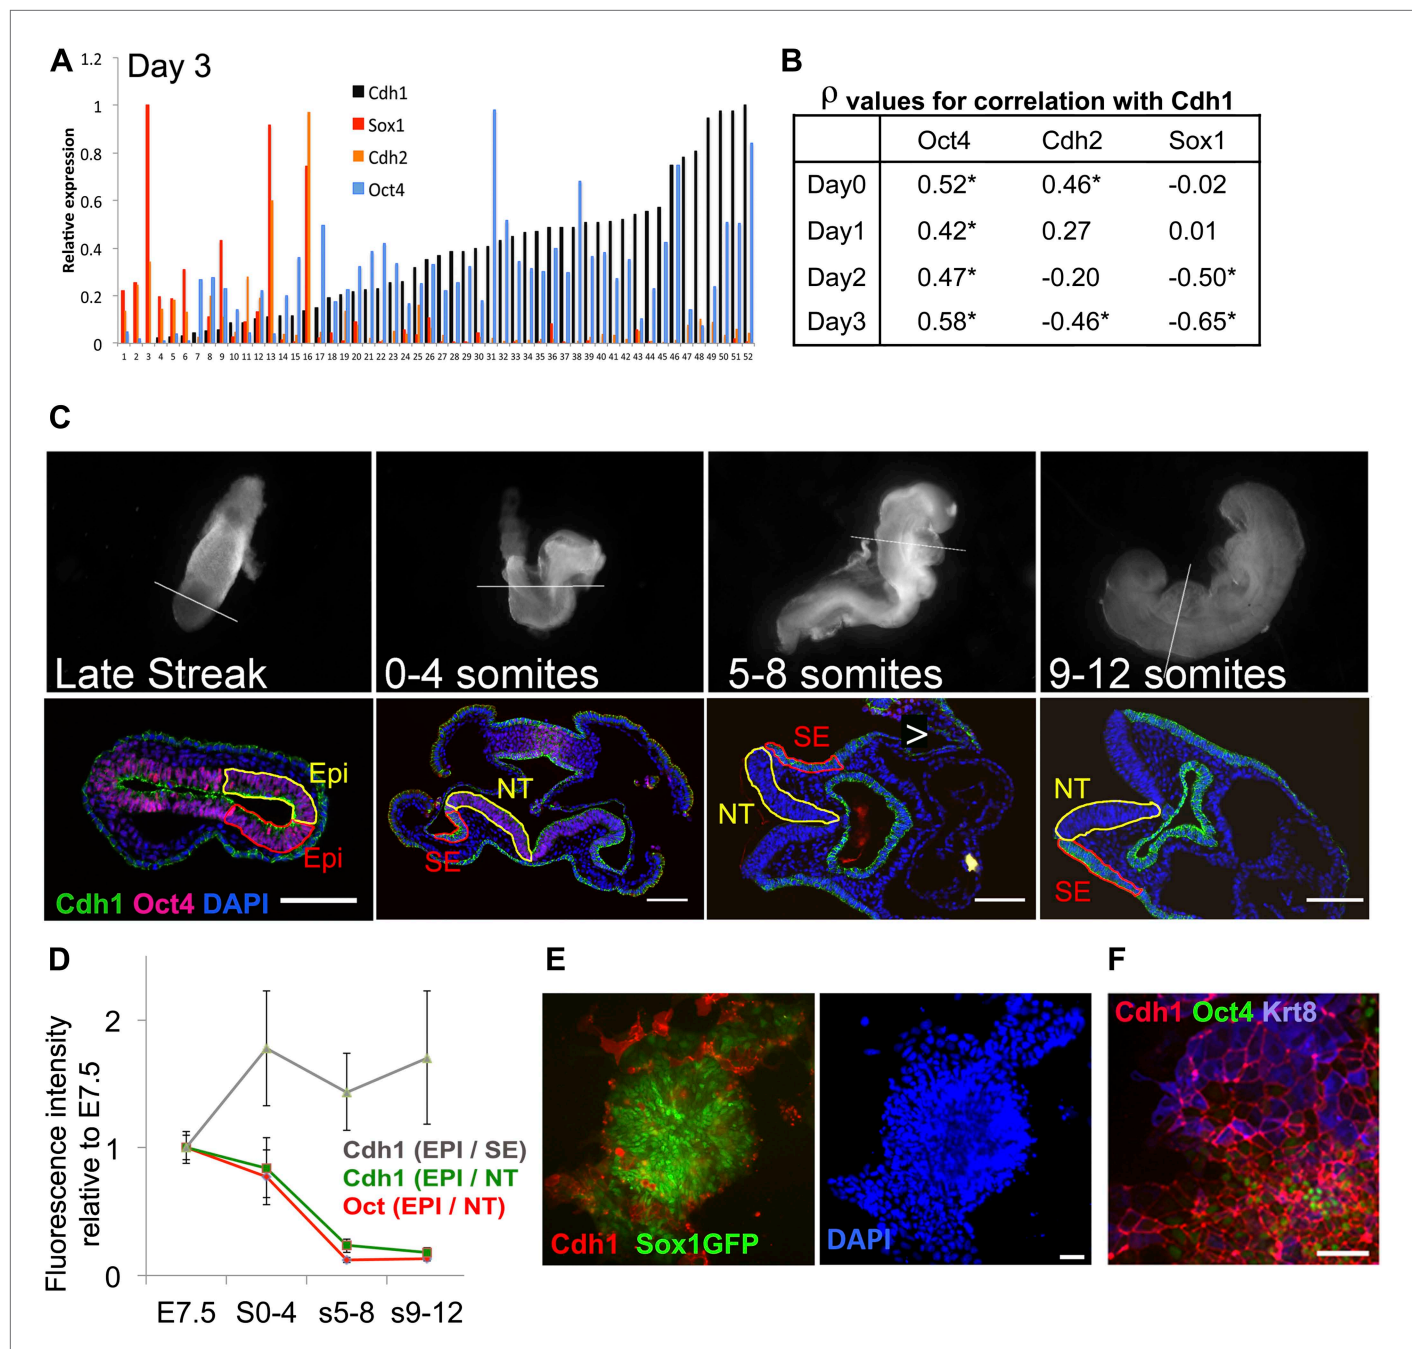 A
Day 3
1.2
1
0.8
0.6
0.4
0.2
0
Relative expression
Cdh1
Sox1
Cdh2
Oct4
1 2 3 4 5 6 7 8 9 10 11 12 13 14 15 16 17 18 19 20 21 22 23 24 25 26 27 28 29 30 31 32 33 34 35 36 37 38 39 40 41 42 43 44 45 46 47 48 49 50 51 52
B
ρ values for correlation with Cdh1
Oct4 Cdh2 Sox1
Day0 0.52* 0.46* -0.02
Day1 0.42* 0.27 0.01
Day2 0.47* -0.20 -0.50*
Day3 0.58* -0.46* -0.65*
C
Late Streak
0-4 somites
5-8 somites
9-12 somites
Epi
Epi
Cdh1 Oct4 DAPI
NT
SE
SE
NT
>
NT
SE
D
Fluorescence intensity
relative to E7.5
2
1
0
Cdh1 (EPI / SE)
Cdh1 (EPI / NT
Oct (EPI / NT)
E7.5 S0-4 s5-8 s9-12
E
Cdh1 Sox1GFP
DAPI
F
Cdh1 Oct4 Krt8